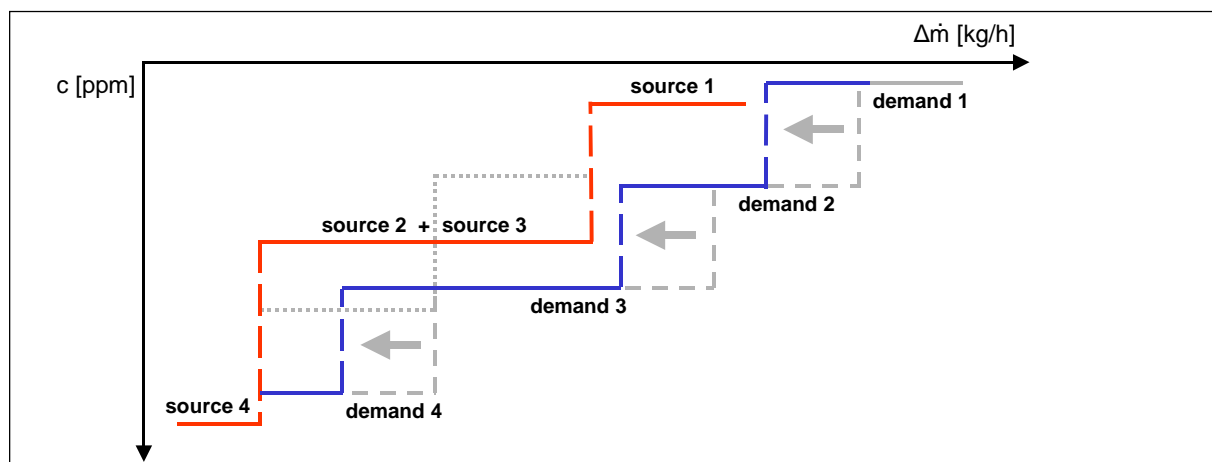 Δṁ [kg/h]
c [ppm]
source 1
demand 1
demand 2
source 2 + source 3
demand 3
source 4
demand 4